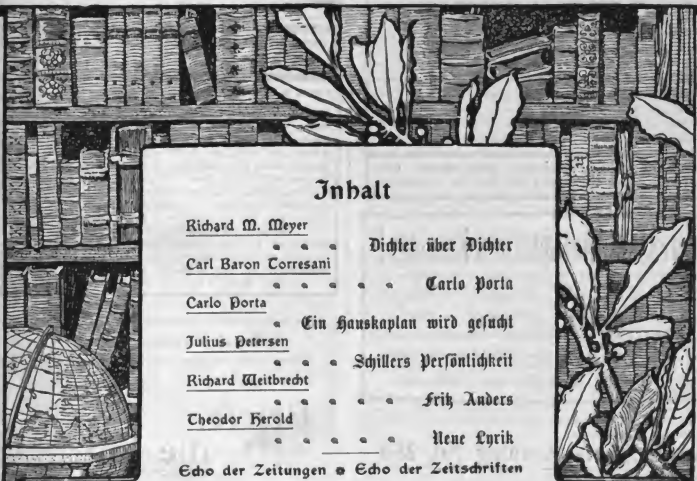 Inhalt
Richard M. Meyer
Dichter über Dichter
Carl Baron Torresani
Carlo Porta
Carlo Porta
Ein Hauskaplan wird gesucht
Julius Petersen
Schillers Persönlichkeit
Richard Weitbrecht
Fritz Anders
Theodor Herold
Neue Lyrik
Echo der Zeitungen Echo der Zeitschriften